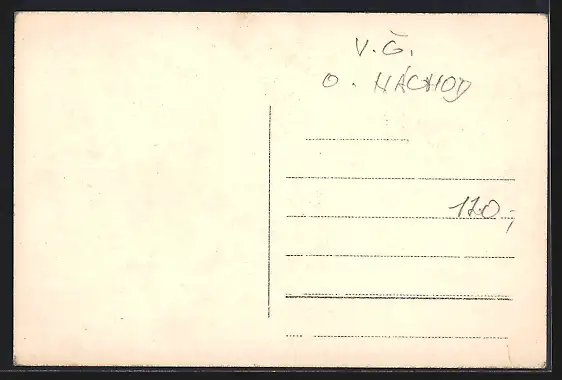 V.Č.
O. NÁCHOD
120,-